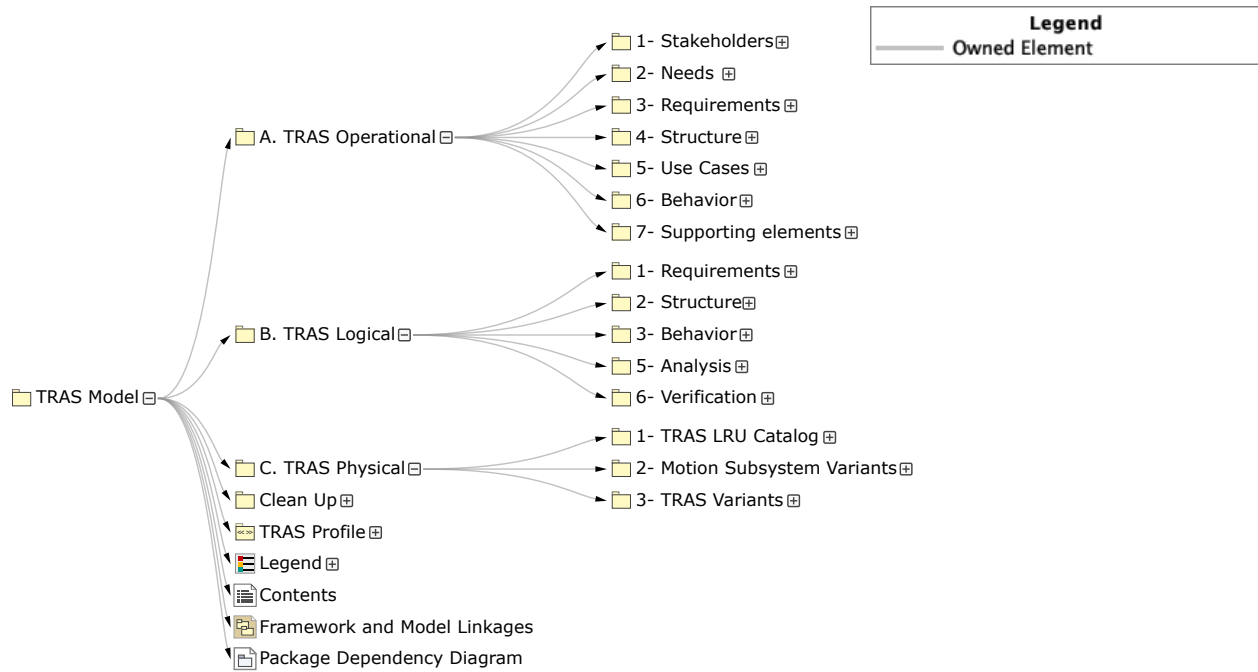 Legend
Owned Element
1- Stakeholders
2- Needs
3- Requirements
A. TRAS Operational
4- Structure
5- Use Cases
6- Behavior
7- Supporting elements
1- Requirements
2- Structure
B. TRAS Logical
3- Behavior
5- Analysis
6- Verification
TRAS Model
1- TRAS LRU Catalog
C. TRAS Physical
2- Motion Subsystem Variants
3- TRAS Variants
Clean Up
TRAS Profile
Legend
Contents
Framework and Model Linkages
Package Dependency Diagram